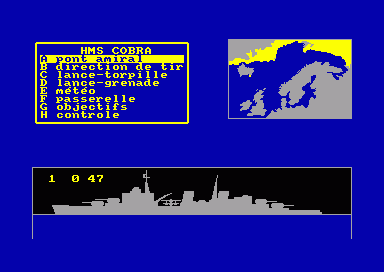 HMS COBRA
A pont amiral
B direction de tir
C lance-torpille
D lance-grenade
E météo
F passerelle
G objectifs
H controle
1 0 47